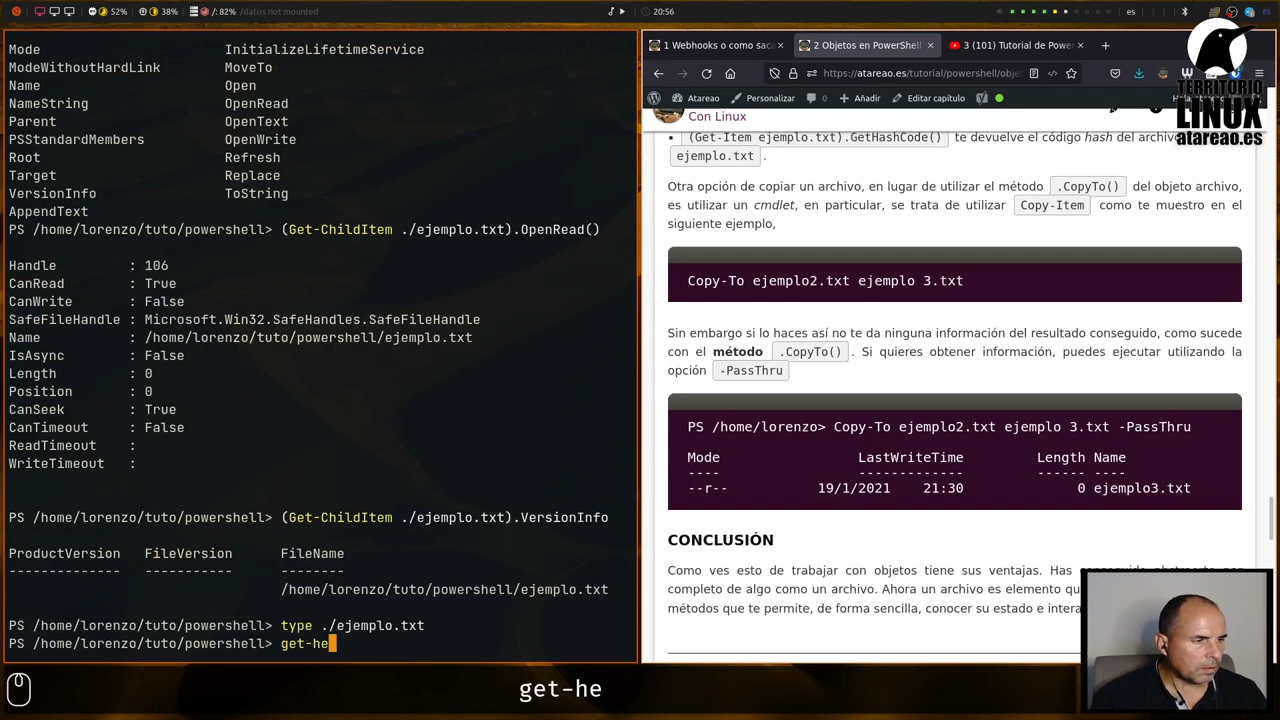 52% 38% /: 82% /datos not mounted 20:56 es
Mode InitializeLifetimeService
ModeWithoutHardLink MoveTo
Name Open
NameString OpenRead
Parent OpenText
PSStandardMembers OpenWrite
Root Refresh
Target Replace
VersionInfo ToString
AppendText
PS /home/lorenzo/tuto/powershell> (Get-ChildItem ./ejemplo.txt).OpenRead()
Handle : 106
CanRead : True
CanWrite : False
SafeFileHandle : Microsoft.Win32.SafeHandles.SafeFileHandle
Name : /home/lorenzo/tuto/powershell/ejemplo.txt
IsAsync : False
Length : 0
Position : 0
CanSeek : True
CanTimeout : False
ReadTimeout :
WriteTimeout :
PS /home/lorenzo/tuto/powershell> (Get-ChildItem ./ejemplo.txt).VersionInfo
ProductVersion FileVersion FileName
-------------- ----------- --------
/home/lorenzo/tuto/powershell/ejemplo.txt
PS /home/lorenzo/tuto/powershell> type ./ejemplo.txt
PS /home/lorenzo/tuto/powershell> get-he
1 Webhooks o como saca 2 Objetos en PowerShell 3 (101) Tutorial de Powe
https://atareao.es/tutorial/powershell/obje
Atareao Personalizar 0 Añadir Editar capítulo
TERRITORIO
LINUX
atareao.es
Con Linux
• (Get-Item ejemplo.txt).GetHashCode() te devuelve el código hash del archivo
ejemplo.txt .
Otra opción de copiar un archivo, en lugar de utilizar el método .CopyTo() del objeto archivo,
es utilizar un cmdlet, en particular, se trata de utilizar Copy-Item como te muestro en el
siguiente ejemplo,
Copy-To ejemplo2.txt ejemplo 3.txt
Sin embargo si lo haces así no te da ninguna información del resultado conseguido, como sucede
con el método .CopyTo() . Si quieres obtener información, puedes ejecutar utilizando la
opción -PassThru
PS /home/lorenzo> Copy-To ejemplo2.txt ejemplo 3.txt -PassThru
Mode LastWriteTime Length Name
---- ------------- ------ ----
--r-- 19/1/2021 21:30 0 ejemplo3.txt
CONCLUSIÓN
Como ves esto de trabajar con objetos tiene sus ventajas. Has
completo de algo como un archivo. Ahora un archivo es elemento qu
métodos que te permite, de forma sencilla, conocer su estado e intera
get-he